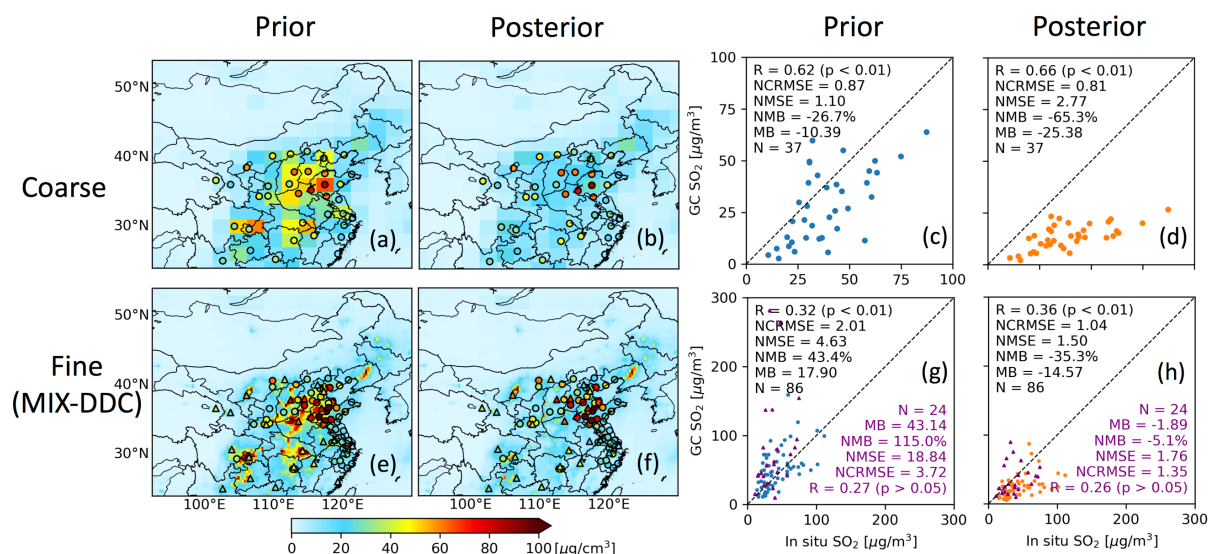 Prior
Posterior
Prior
Posterior
Coarse
50°N
40°N
30°N
(a)
(b)
GC SO₂ [µg/m³]
100
75
50
25
0
R = 0.62 (p < 0.01)
NCRMSE = 0.87
NMSE = 1.10
NMB = -26.7%
MB = -10.39
N = 37
(c)
0
25
50
75
100
R = 0.66 (p < 0.01)
NCRMSE = 0.81
NMSE = 2.77
NMB = -65.3%
MB = -25.38
N = 37
(d)
Fine
(MIX-DDC)
50°N
40°N
30°N
(e)
(f)
100°E
110°E
120°E
100°E
110°E
120°E
GC SO₂ [µg/m³]
300
200
100
0
R = 0.32 (p < 0.01)
NCRMSE = 2.01
NMSE = 4.63
NMB = 43.4%
MB = 17.90
N = 86
(g)
N = 24
MB = 43.14
NMB = 115.0%
NMSE = 18.84
NCRMSE = 3.72
R = 0.27 (p > 0.05)
0
100
200
300
In situ SO₂ [µg/m³]
R = 0.36 (p < 0.01)
NCRMSE = 1.04
NMSE = 1.50
NMB = -35.3%
MB = -14.57
N = 86
(h)
N = 24
MB = -1.89
NMB = -5.1%
NMSE = 1.76
NCRMSE = 1.35
R = 0.26 (p > 0.05)
0
100
200
300
In situ SO₂ [µg/m³]
0
20
40
60
80
100 [µg/cm³]